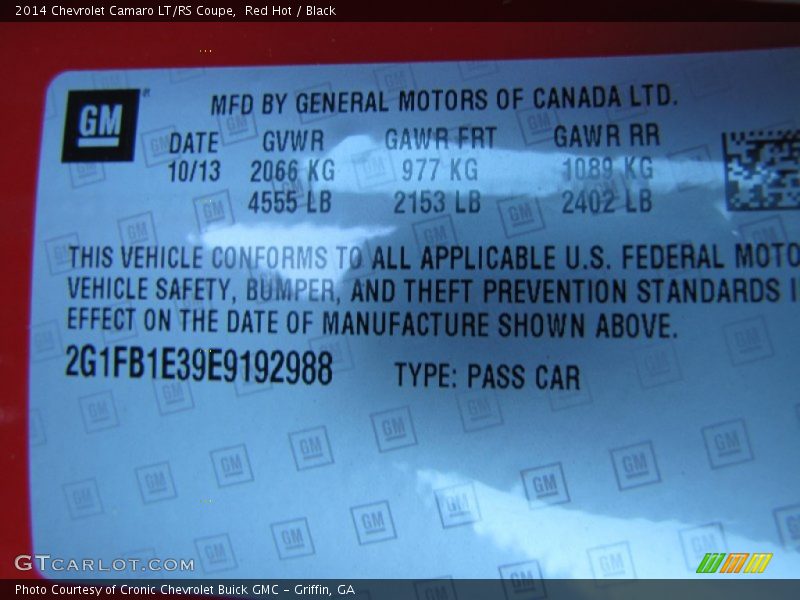 2014 Chevrolet Camaro LT/RS Coupe,  Red Hot / Black
GM
MFD BY GENERAL MOTORS OF CANADA LTD.
DATE GVWR GAWR FRT GAWR RR
10/13 2066 KG 977 KG 1089 KG
4555 LB 2153 LB 2402 LB
THIS VEHICLE CONFORMS TO ALL APPLICABLE U.S. FEDERAL MOTO
VEHICLE SAFETY, BUMPER, AND THEFT PREVENTION STANDARDS I
EFFECT ON THE DATE OF MANUFACTURE SHOWN ABOVE.
2G1FB1E39E9192988 TYPE: PASS CAR
GTCARLOT.COM
Photo Courtesy of Cronic Chevrolet Buick GMC – Griffin, GA